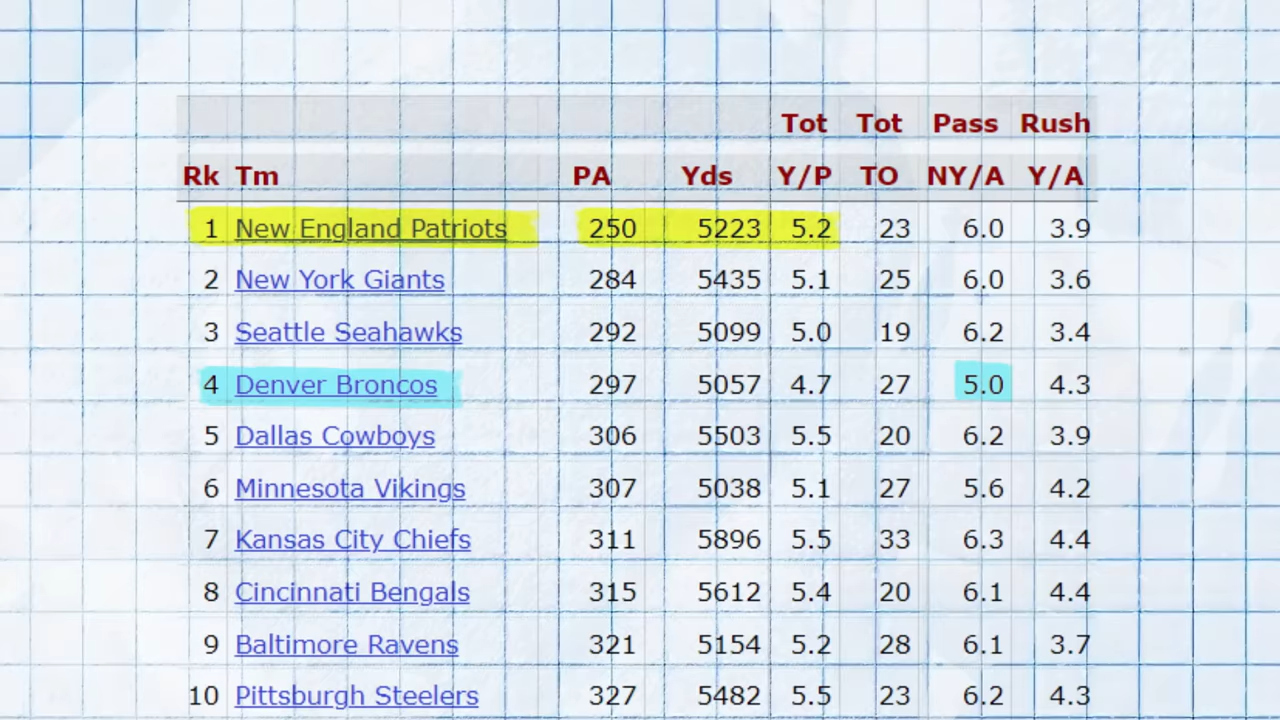 Tot Tot Pass Rush
Rk Tm PA Yds Y/P TO NY/A Y/A
1 New England Patriots 250 5223 5.2 23 6.0 3.9
2 New York Giants 284 5435 5.1 25 6.0 3.6
3 Seattle Seahawks 292 5099 5.0 19 6.2 3.4
4 Denver Broncos 297 5057 4.7 27 5.0 4.3
5 Dallas Cowboys 306 5503 5.5 20 6.2 3.9
6 Minnesota Vikings 307 5038 5.1 27 5.6 4.2
7 Kansas City Chiefs 311 5896 5.5 33 6.3 4.4
8 Cincinnati Bengals 315 5612 5.4 20 6.1 4.4
9 Baltimore Ravens 321 5154 5.2 28 6.1 3.7
10 Pittsburgh Steelers 327 5482 5.5 23 6.2 4.3